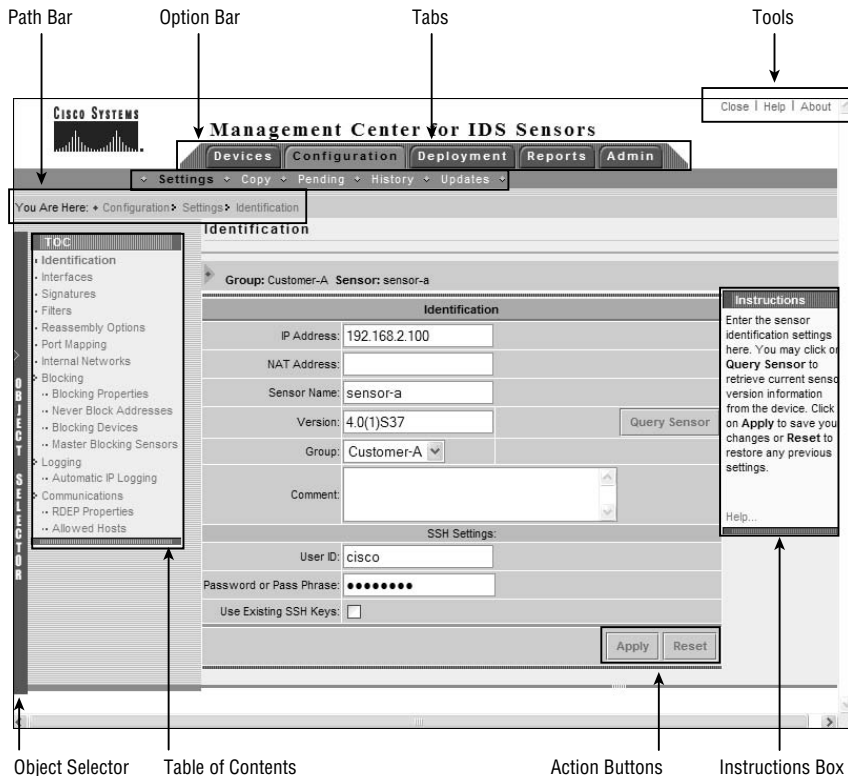 Path Bar Option Bar Tabs Tools
Close | Help | About
CISCO SYSTEMS
Management Center for IDS Sensors
Devices Configuration Deployment Reports Admin
Settings Copy Pending History Updates
You Are Here: Configuration Settings Identification
Identification
TOC
Identification
Interfaces
Signatures
Filters
Reassembly Options
Port Mapping
Internal Networks
Blocking
Blocking Properties
Never Block Addresses
Blocking Devices
Master Blocking Sensors
Logging
Automatic IP Logging
Communications
RDEP Properties
Allowed Hosts
OBJECT SELECTOR
Group: Customer-A Sensor: sensor-a
Identification
IP Address: 192.168.2.100
NAT Address:
Sensor Name: sensor-a
Version: 4.0(1)S37 Query Sensor
Group: Customer-A
Comment:
SSH Settings:
User ID: cisco
Password or Pass Phrase: ●●●●●●●●
Use Existing SSH Keys:
Apply Reset
Instructions
Enter the sensor
identification settings
here. You may click on
Query Sensor to
retrieve current senso
version information
from the device. Click
on Apply to save you
changes or Reset to
restore any previous
settings.
Help...
Object Selector Table of Contents Action Buttons Instructions Box